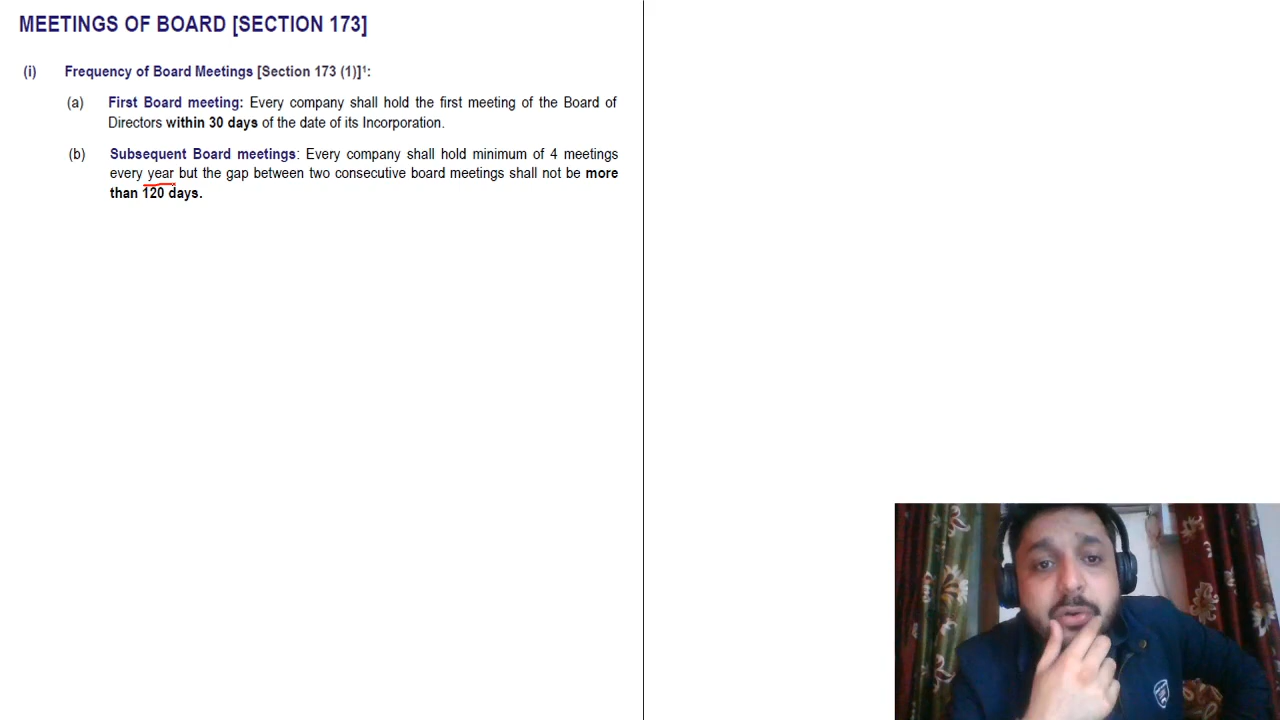 MEETINGS OF BOARD [SECTION 173]
(i) Frequency of Board Meetings [Section 173 (1)]¹:
(a) First Board meeting: Every company shall hold the first meeting of the Board of
Directors within 30 days of the date of its Incorporation.
(b) Subsequent Board meetings: Every company shall hold minimum of 4 meetings
every year but the gap between two consecutive board meetings shall not be more
than 120 days.